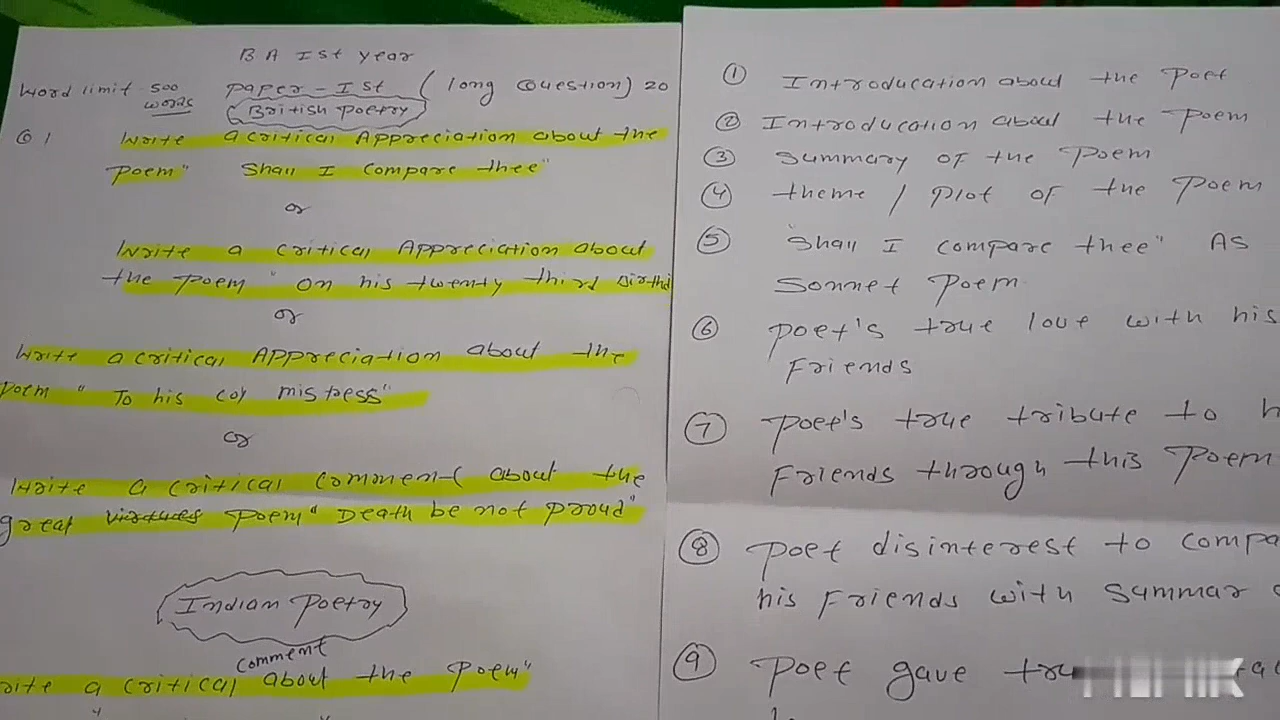 B A Ist year
Word limit - 500 words
Paper - Ist ( long Question) 20
British Poetry
Q 1 Write a critical Appreciation about the
Poem " Shall I Compare thee"
or
Write a critical Appreciation about
the Poem " on his twenty third
or
Write a critical Appreciation about the
Poem " To his coy mistress"
or
Write a critical comment about the
great Poem " Death be not proud"
Indian Poetry
comment
a critical about the Poem"
① Introducation about the Poet
② Introducation about the Poem
③ Summary of the Poem
④ theme / Plot of the Poem
⑤ "Shall I compare thee" As
Sonnet Poem
⑥ Poet's true love with his
Friends
⑦ Poet's true tribute to
Friends through this Poem
⑧ Poet disinterest to
his Friends with summar
⑨ Poet gave